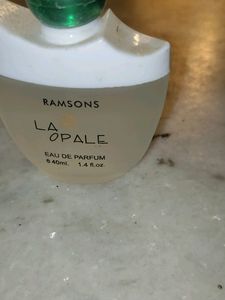 RAMSONS
LA
OPALE
EAU DE PARFUM
℮40ml. 1.4 fl.oz.